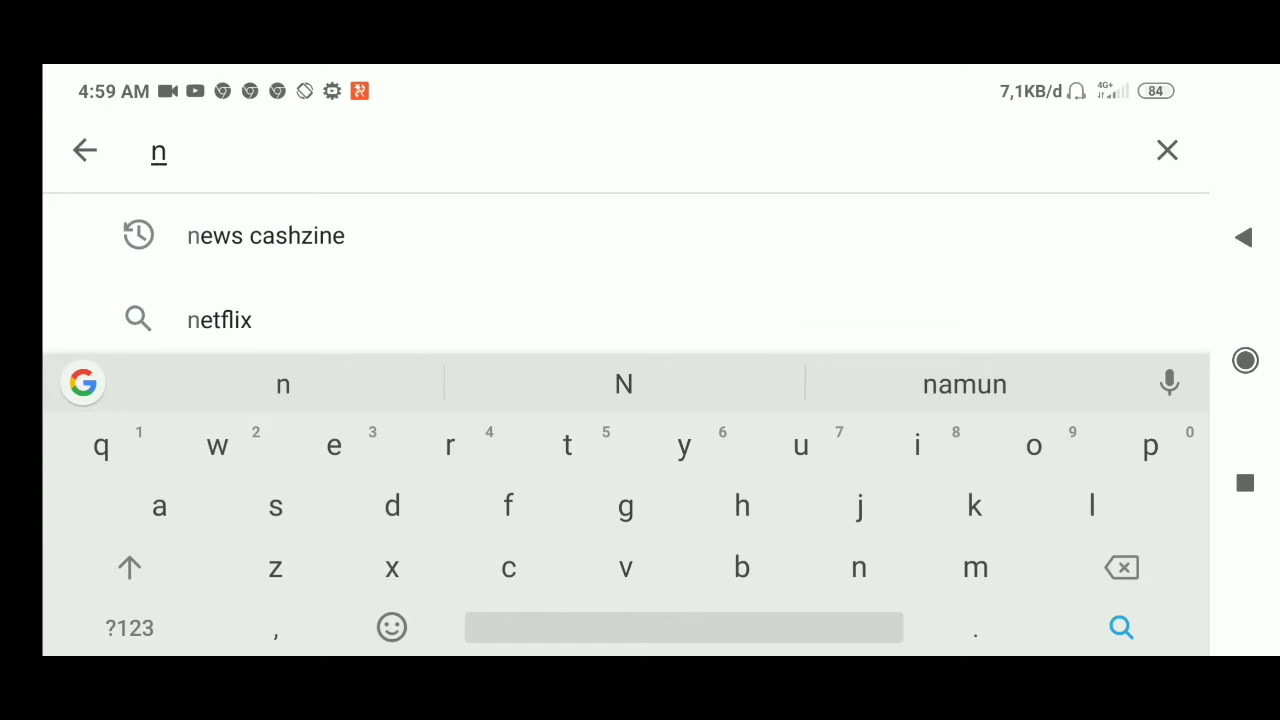 4:59 AM 7,1KB/d 4G+ 84
n
news cashzine
netflix
n N namun
q 1 w 2 e 3 r 4 t 5 y 6 u 7 i 8 o 9 p 0
a s d f g h j k l
z x c v b n m
?123 , .